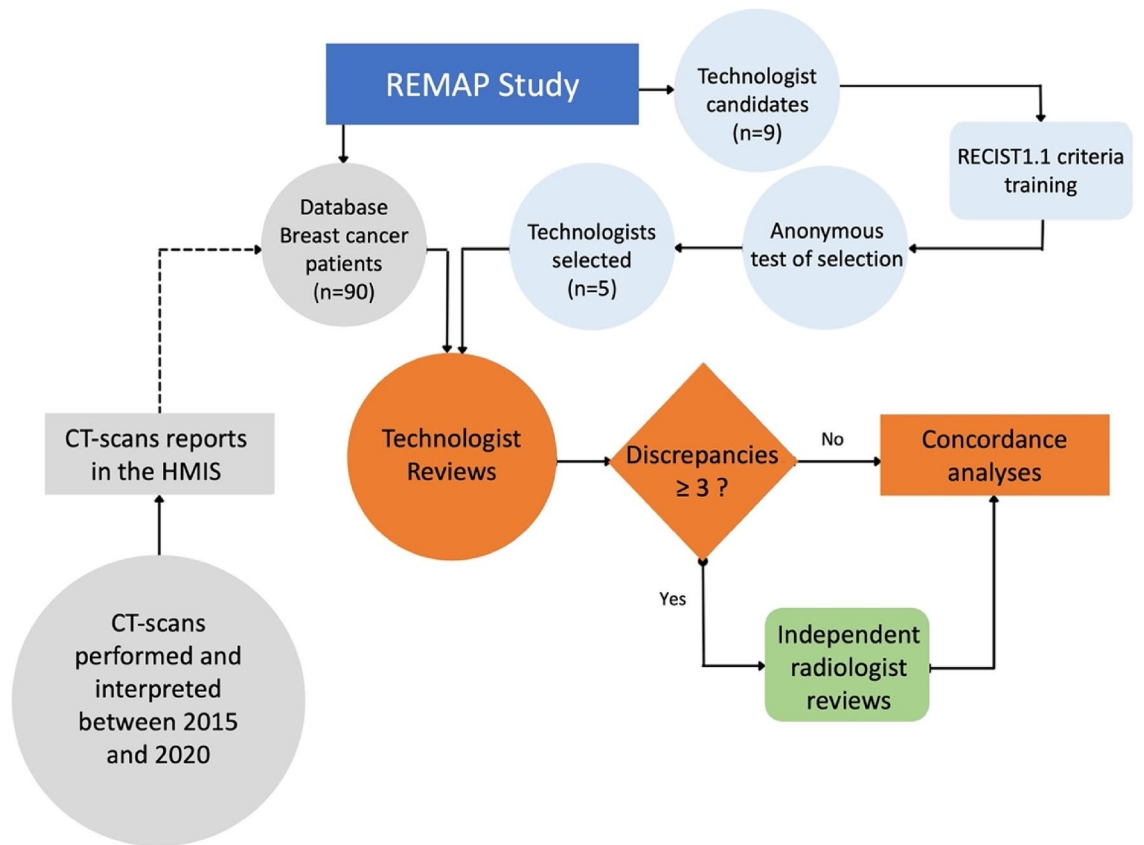 REMAP Study
Technologist
candidates
(n=9)
RECIST1.1 criteria
training
Anonymous
test of selection
Technologists
selected
(n=5)
Database
Breast cancer
patients
(n=90)
CT-scans reports
in the HMIS
CT-scans
performed and
interpreted
between 2015
and 2020
Technologist
Reviews
Discrepancies
≥ 3 ?
No
Concordance
analyses
Yes
Independent
radiologist
reviews